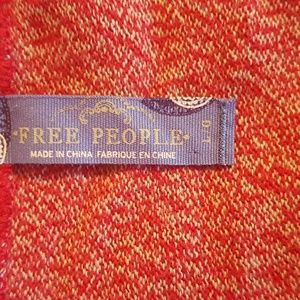 ·FREE PEOPLE·
MADE IN CHINA FABRIQUE EN CHINE